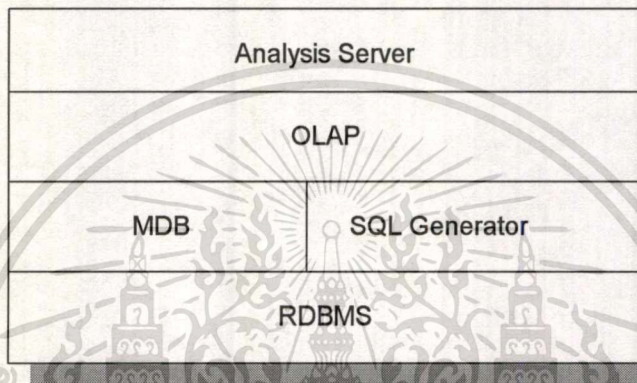 Analysis Server
OLAP
MDB SQL Generator
RDBMS